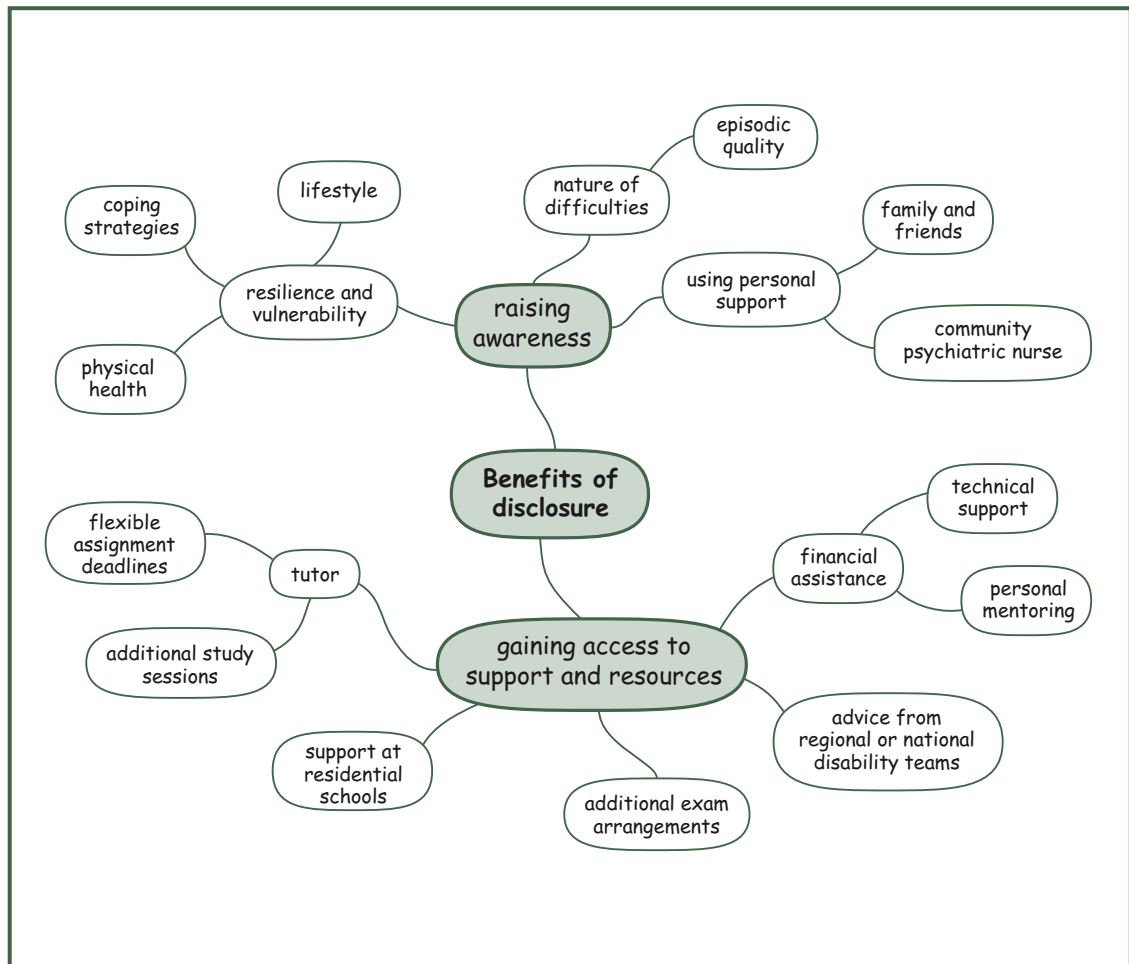 episodic
quality
nature of
difficulties
lifestyle
coping
strategies
family and
friends
using personal
support
resilience and
vulnerability
raising
awareness
community
psychiatric nurse
physical
health
Benefits of
disclosure
technical
support
flexible
assignment
deadlines
tutor
financial
assistance
personal
mentoring
additional study
sessions
gaining access to
support and resources
advice from
regional or national
disability teams
support at
residential
schools
additional exam
arrangements